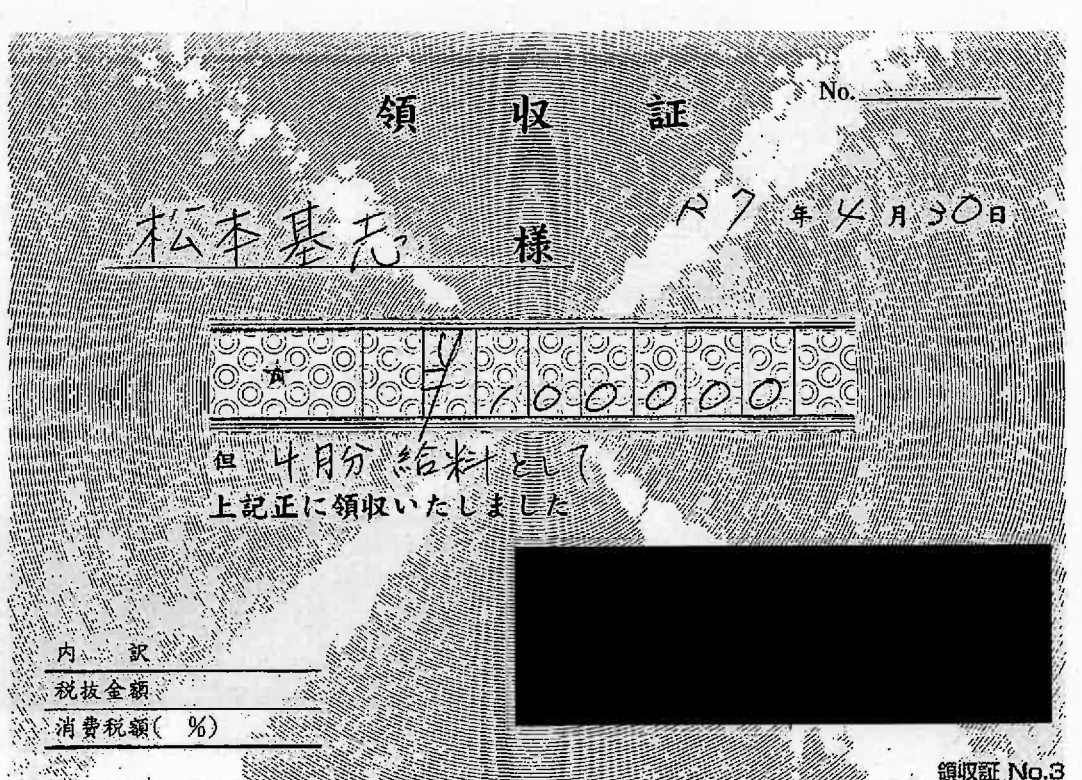 領収証
No.
松本基志 様
R7年4月30日
★ ¥100000
但 4月分給料として
上記正に領収いたしました
内訳
税抜金額
消費税額( %)
領収証 No.3